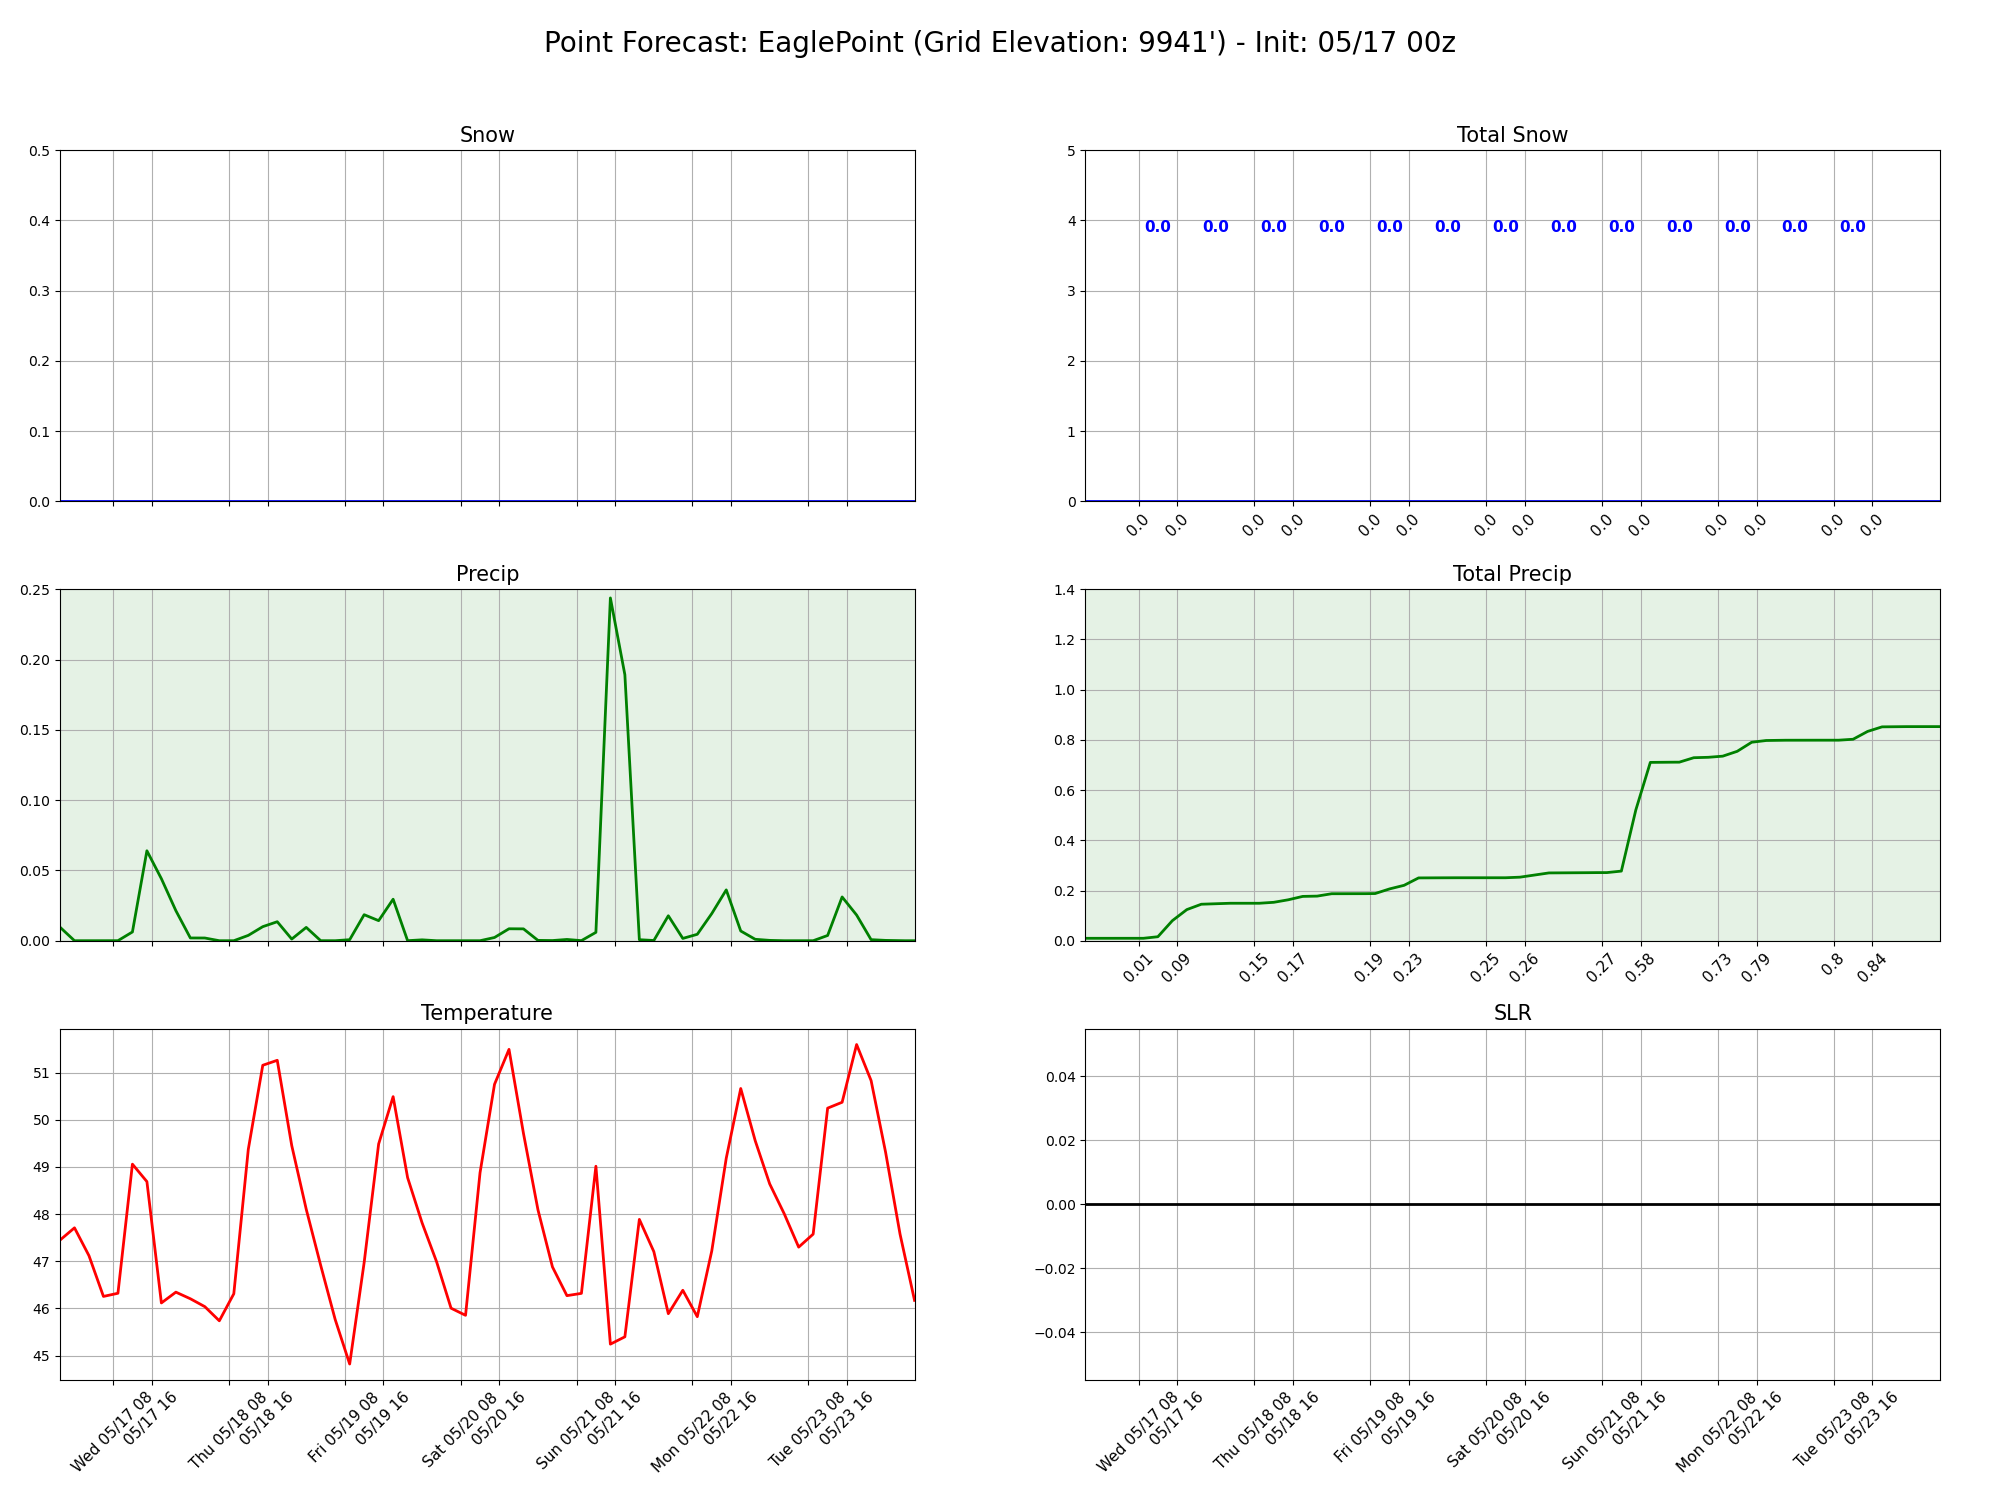 Point Forecast: EaglePoint (Grid Elevation: 9941') - Init: 05/17 00z
Snow
0.5
0.4
0.3
0.2
0.1
0.0
Total Snow
5
4
3
2
1
0
0.0 0.0 0.0 0.0 0.0 0.0 0.0 0.0 0.0 0.0 0.0 0.0 0.0
0.0 0.0 0.0 0.0 0.0 0.0 0.0 0.0 0.0 0.0 0.0 0.0 0.0 0.0
Precip
0.25
0.20
0.15
0.10
0.05
0.00
Total Precip
1.4
1.2
1.0
0.8
0.6
0.4
0.2
0.0
0.01 0.09 0.15 0.17 0.19 0.23 0.25 0.26 0.27 0.58 0.73 0.79 0.8 0.84
Temperature
51
50
49
48
47
46
45
Wed 05/17 08
05/17 16
Thu 05/18 08
05/18 16
Fri 05/19 08
05/19 16
Sat 05/20 08
05/20 16
Sun 05/21 08
05/21 16
Mon 05/22 08
05/22 16
Tue 05/23 08
05/23 16
SLR
0.04
0.02
0.00
−0.02
−0.04
Wed 05/17 08
05/17 16
Thu 05/18 08
05/18 16
Fri 05/19 08
05/19 16
Sat 05/20 08
05/20 16
Sun 05/21 08
05/21 16
Mon 05/22 08
05/22 16
Tue 05/23 08
05/23 16